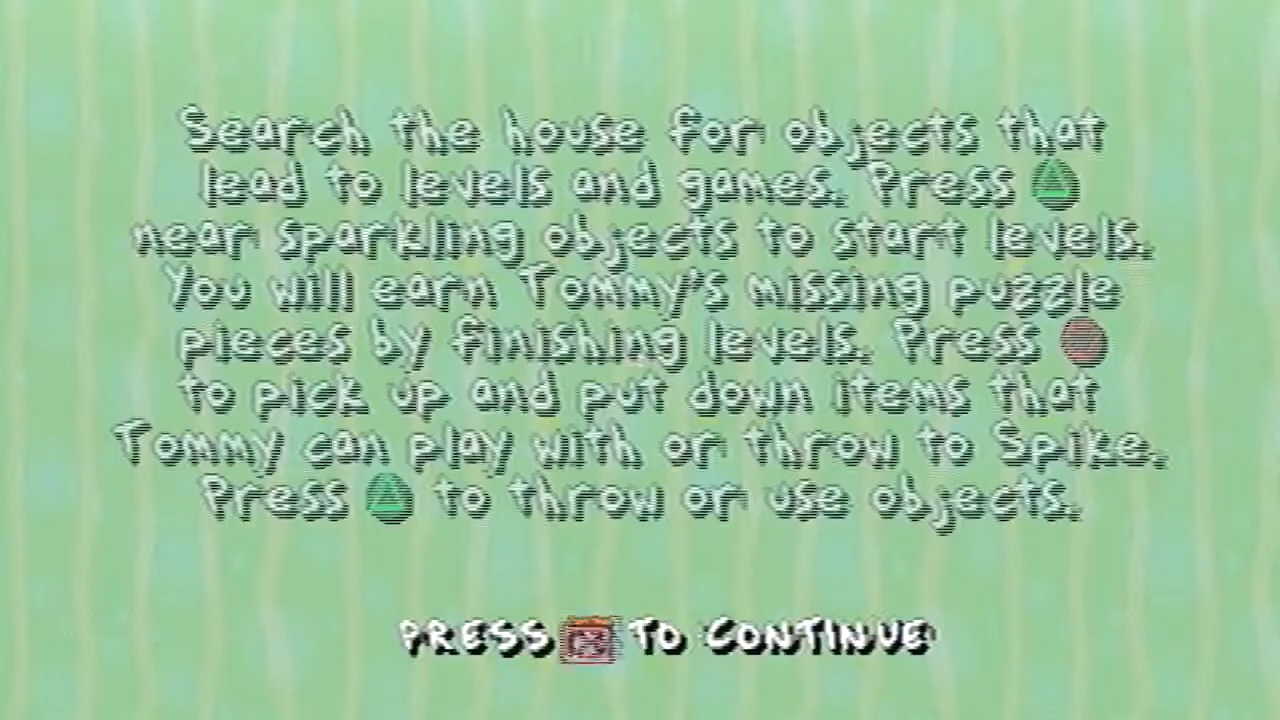 Search the house for objects that
lead to levels and games. Press
near sparkling objects to start levels.
You will earn Tommy's missing puzzle
pieces by finishing levels. Press
to pick up and put down items that
Tommy can play with or throw to Spike.
Press to throw or use objects.
PRESS TO CONTINUE